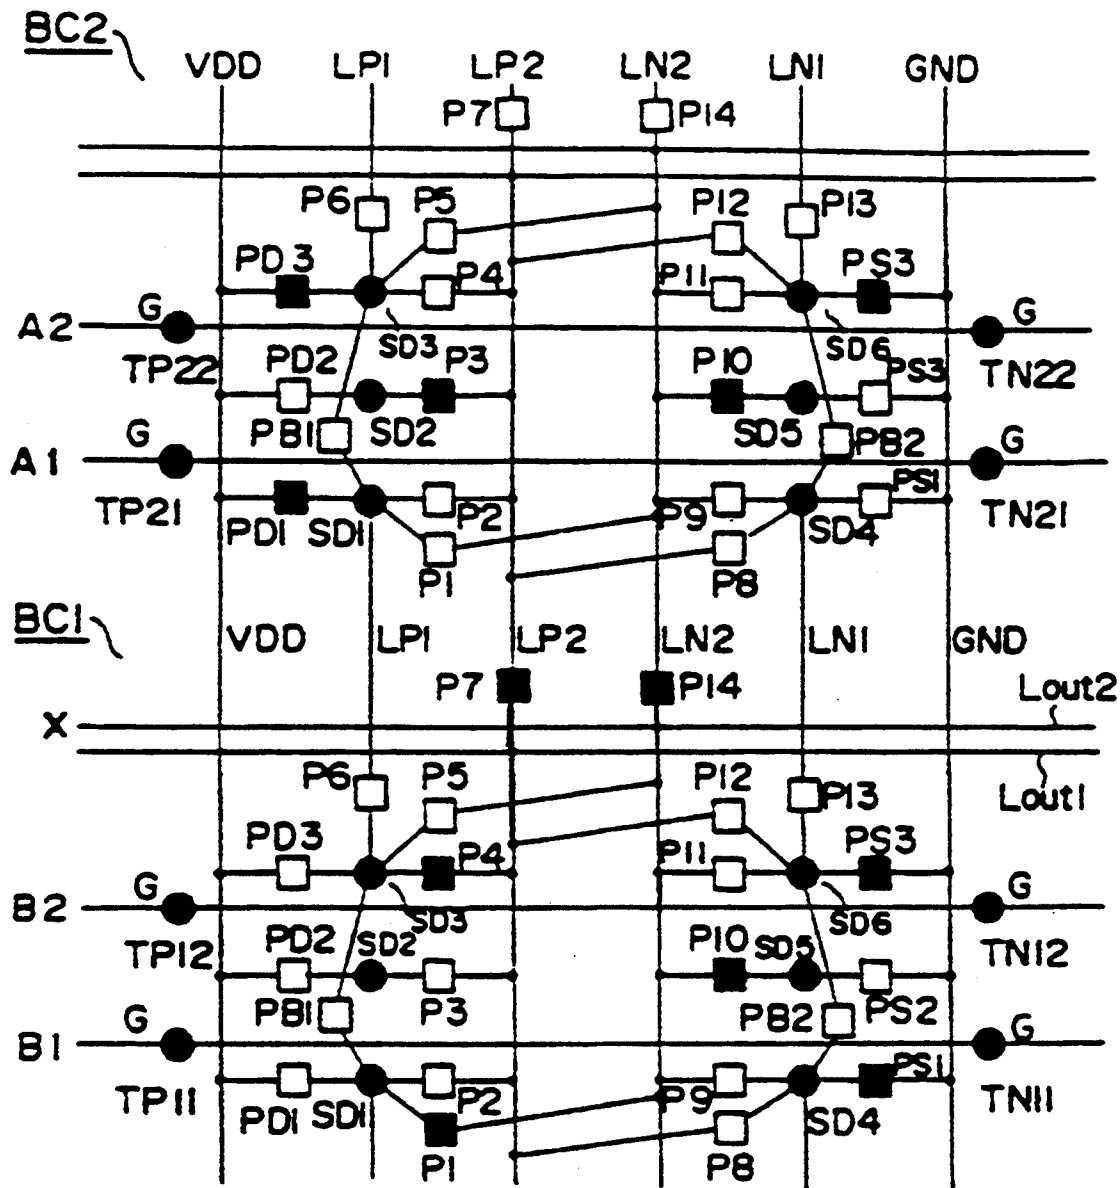 BC2
VDD LP1 LP2 LN2 LN1 GND
P7 P14
P6 P5 P12 P13
PD3 P4 P11 PS3
A2 G SD3 SD6 G
TP22 PD2 P3 P10 PS3 TN22
G PB1 SD2 SD5 PB2 G
A1
TP21 PD1 SD1 P2 P9 SD4 PS1 TN21
P1 P8
BC1
VDD LP1 LP2 LN2 LN1 GND
P7 P14 Lout2
X
P6 P5 P12 P13 Lout1
PD3 P4 P11 PS3
B2 G SD3 SD6 G
TP12 PD2 SD2 P10 SD5 TN12
G PB1 P3 PB2 PS2 G
B1
TP11 PD1 SD1 P2 P9 SD4 PS1 TN11
P1 P8